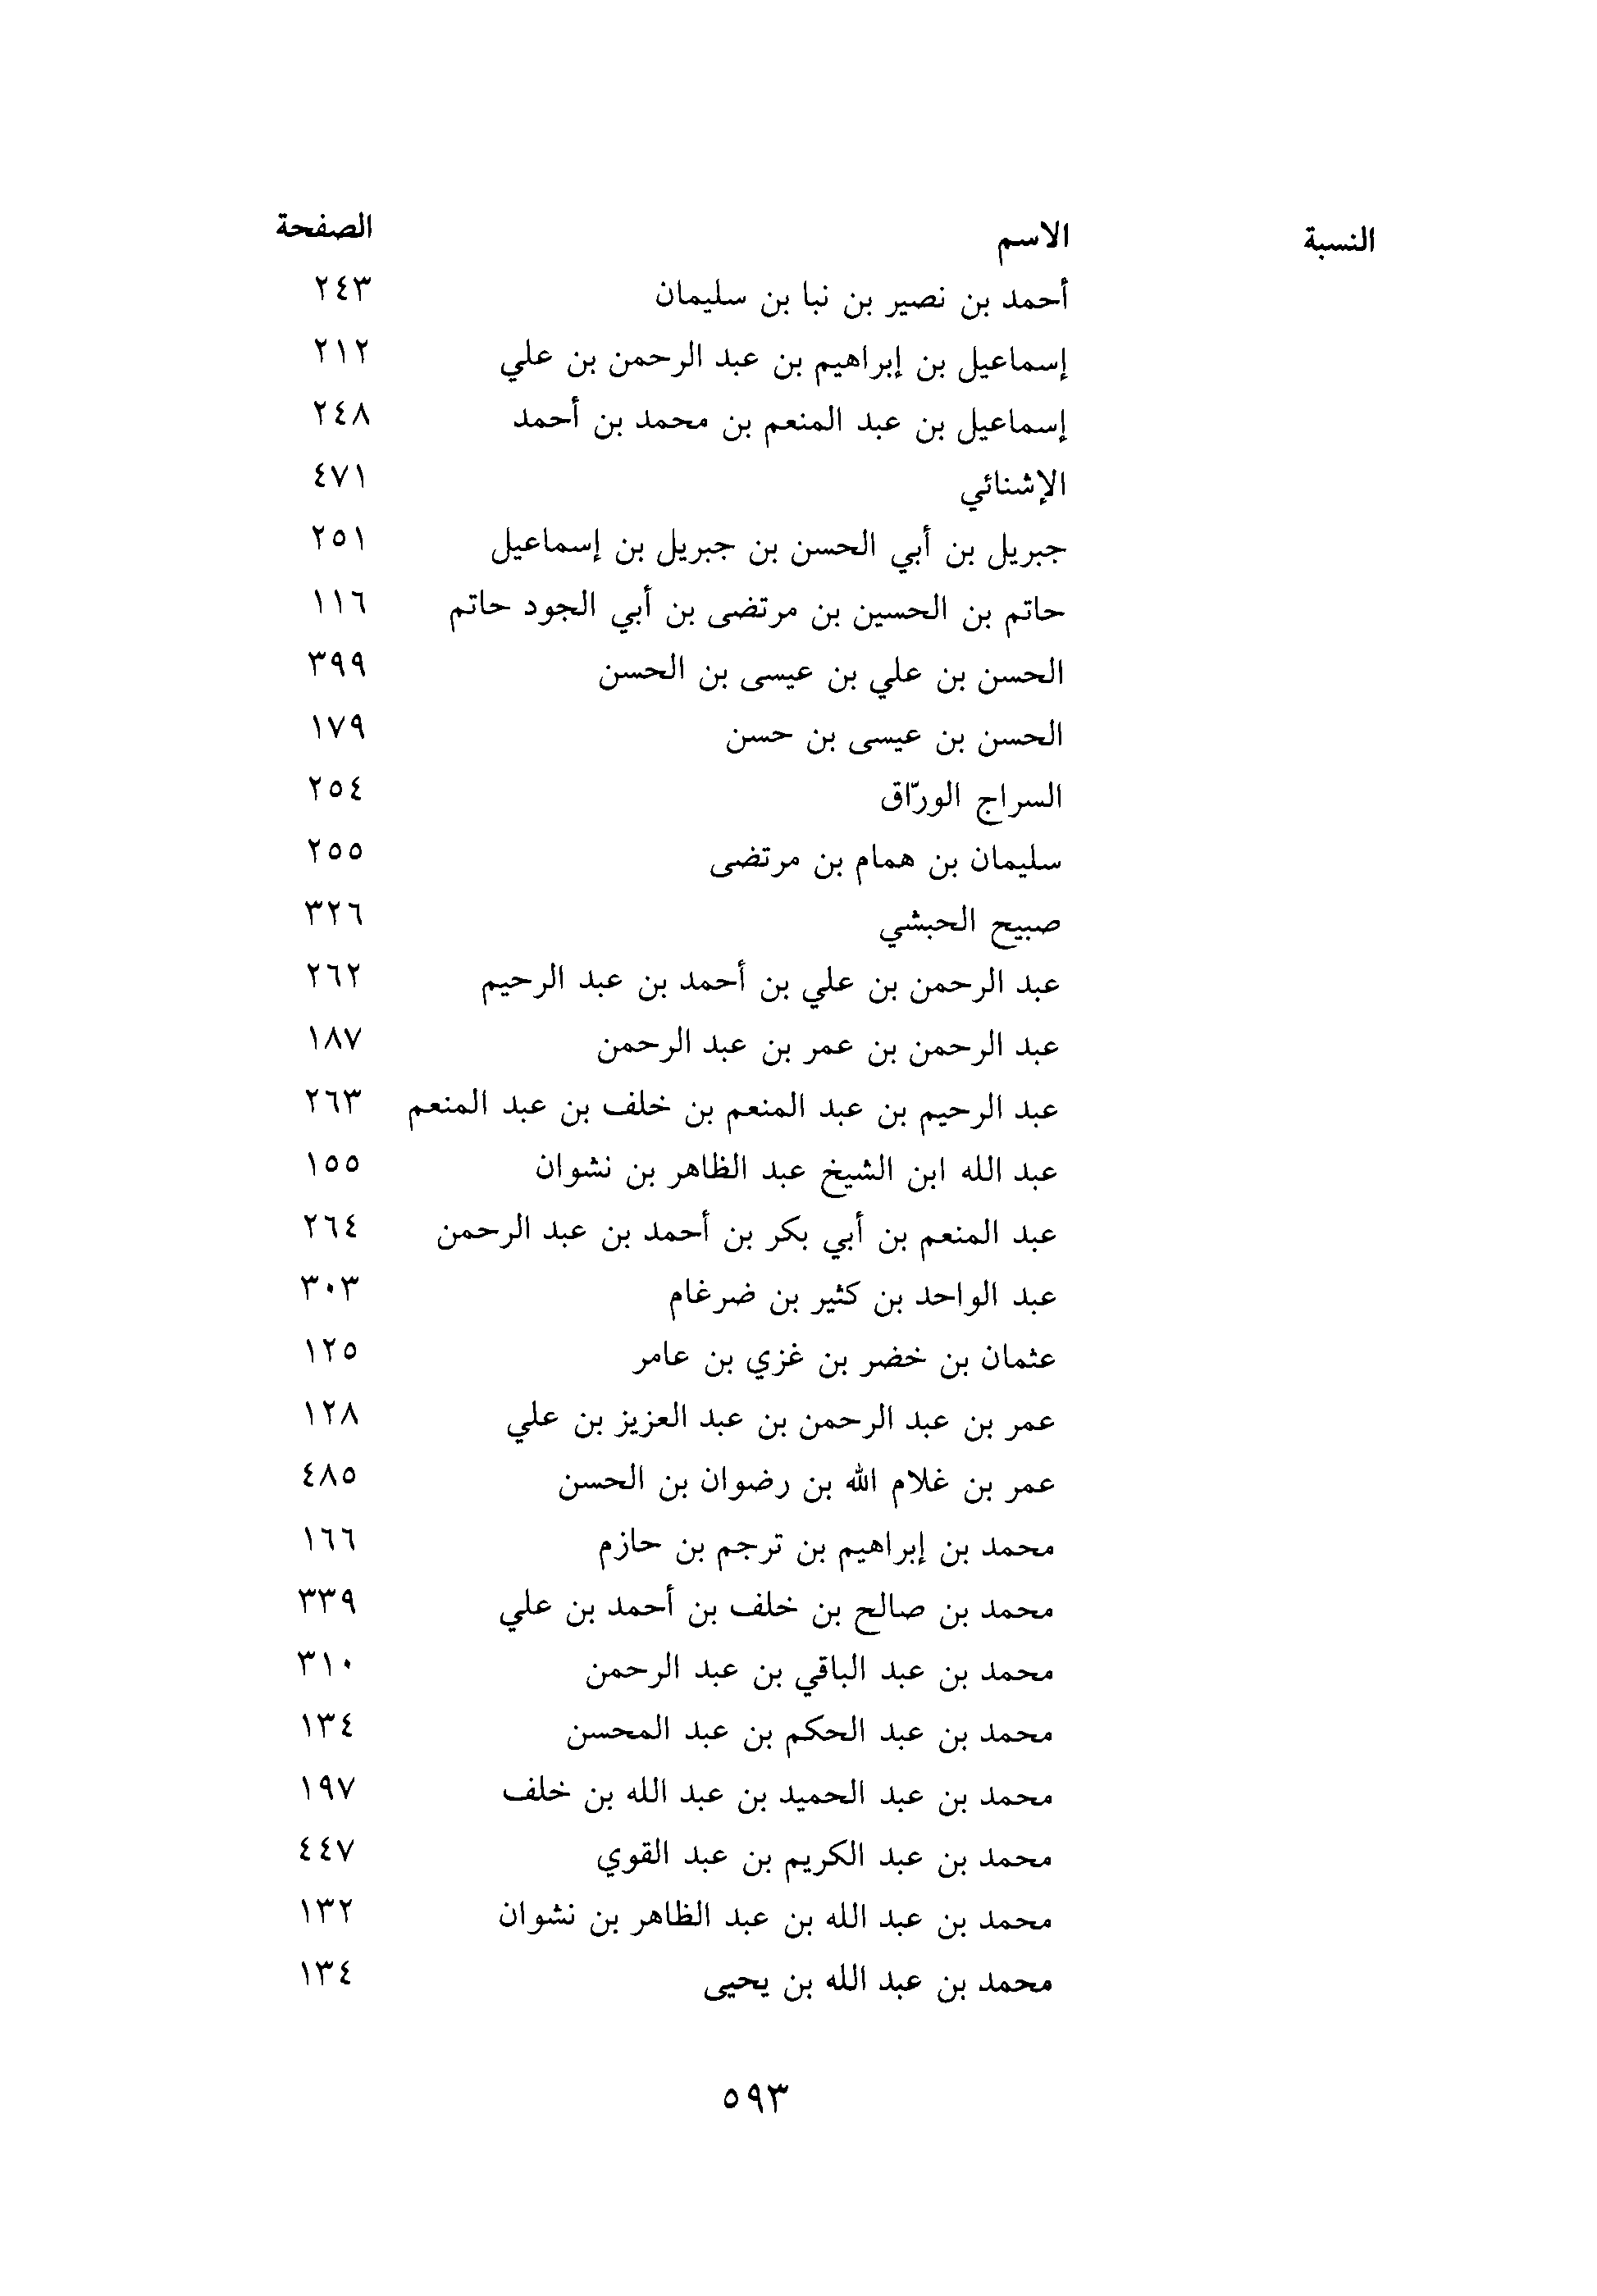 النسبة الاسم الصفحة
أحمد بن نصير بن نبا بن سليمان ٢٤٣
إسماعيل بن إبراهيم بن عبد الرحمن بن علي ٢١٢
إسماعيل بن عبد المنعم بن محمد بن أحمد ٢٤٨
الإشنائي ٤٧١
جبريل بن أبي الحسن بن جبريل بن إسماعيل ٢٥١
حاتم بن الحسين بن مرتضى بن أبي الجود حاتم ١١٦
الحسن بن علي بن عيسى بن الحسن ٣٩٩
الحسن بن عيسى بن حسن ١٧٩
السراج الورّاق ٢٥٤
سليمان بن همام بن مرتضى ٢٥٥
صبيح الحبشي ٣٢٦
عبد الرحمن بن علي بن أحمد بن عبد الرحيم ٢٦٢
عبد الرحمن بن عمر بن عبد الرحمن ١٨٧
عبد الرحيم بن عبد المنعم بن خلف بن عبد المنعم ٢٦٣
عبد الله ابن الشيخ عبد الظاهر بن نشوان ١٥٥
عبد المنعم بن أبي بكر بن أحمد بن عبد الرحمن ٢٦٤
عبد الواحد بن كثير بن ضرغام ٣٠٣
عثمان بن خضر بن غزي بن عامر ١٢٥
عمر بن عبد الرحمن بن عبد العزيز بن علي ١٢٨
عمر بن غلام الله بن رضوان بن الحسن ٤٨٥
محمد بن إبراهيم بن ترجم بن حازم ١٦٦
محمد بن صالح بن خلف بن أحمد بن علي ٣٣٩
محمد بن عبد الباقي بن عبد الرحمن ٣١٠
محمد بن عبد الحكم بن عبد المحسن ١٣٤
محمد بن عبد الحميد بن عبد الله بن خلف ١٩٧
محمد بن عبد الكريم بن عبد القوي ٤٤٧
محمد بن عبد الله بن عبد الظاهر بن نشوان ١٣٢
محمد بن عبد الله بن يحيى ١٣٤
٥٩٣